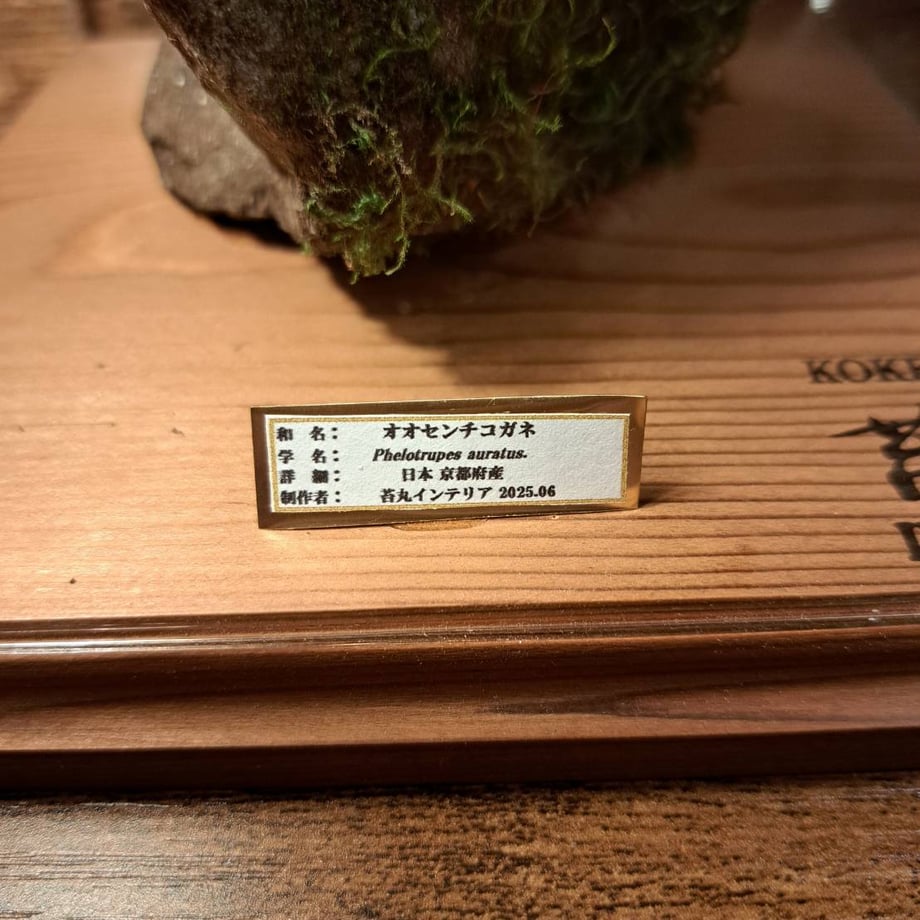 和 名： オオセンチコガネ
学 名： Phelotrupes auratus.
詳 細： 日本 京都府産
制作者： 苔丸インテリア 2025.06